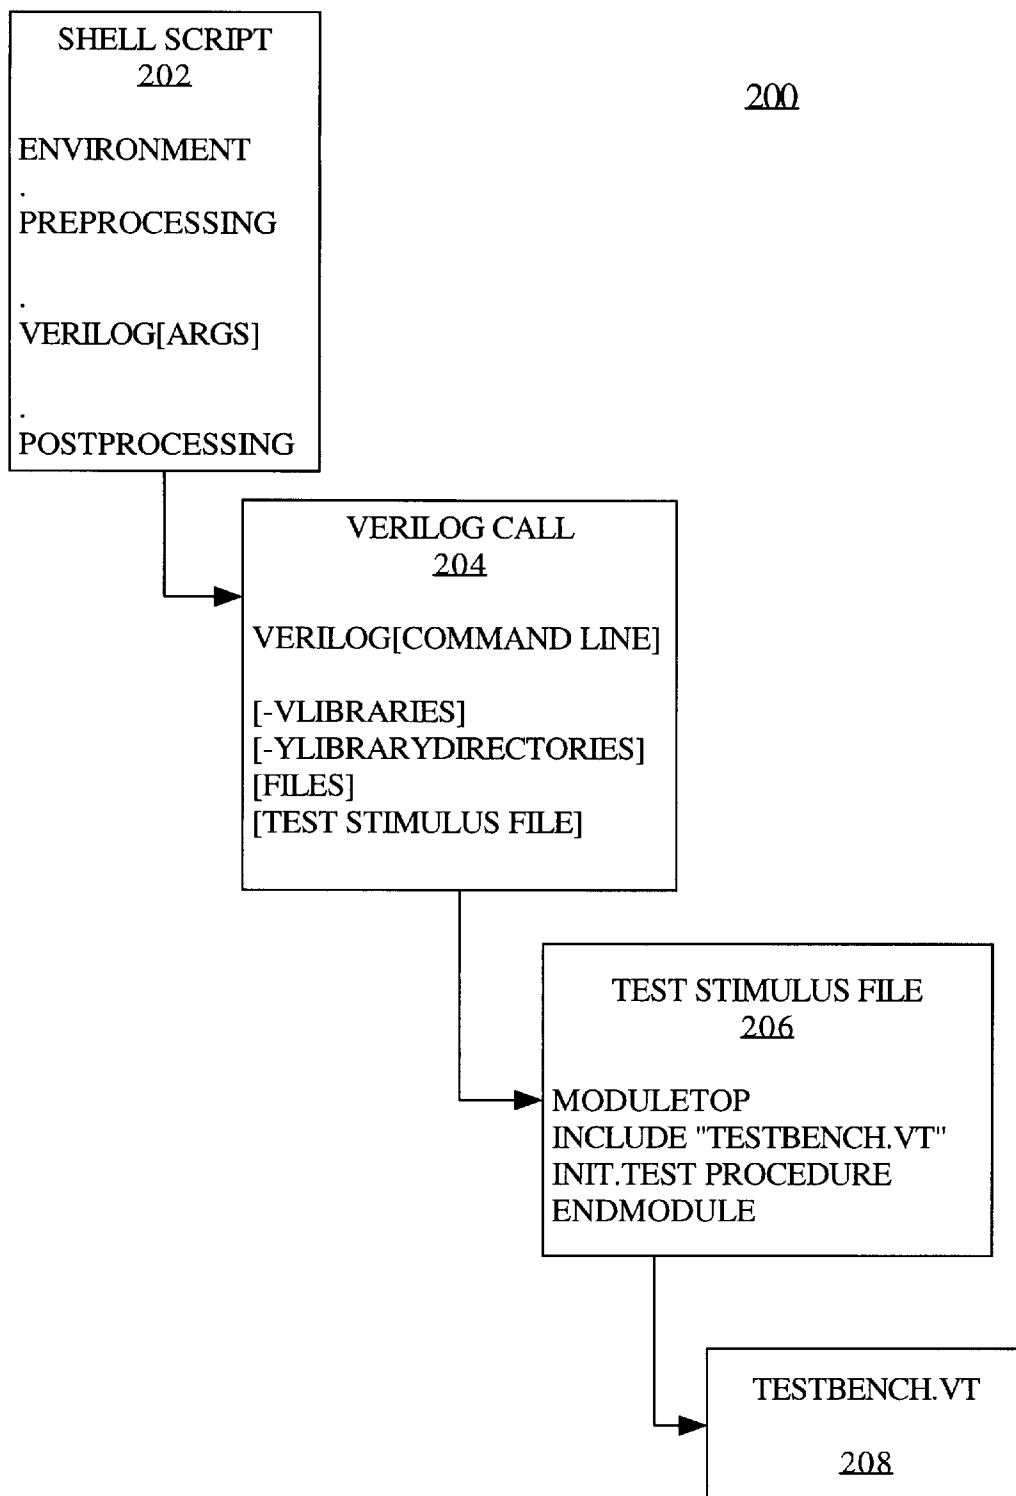 SHELL SCRIPT
202
200
ENVIRONMENT
.
PREPROCESSING
.
VERILOG[ARGS]
.
POSTPROCESSING
VERILOG CALL
204
VERILOG[COMMAND LINE]
[-VLIBRARIES]
[-YLIBRARYDIRECTORIES]
[FILES]
[TEST STIMULUS FILE]
TEST STIMULUS FILE
206
MODULETOP
INCLUDE "TESTBENCH.VT"
INIT.TEST PROCEDURE
ENDMODULE
TESTBENCH.VT
208